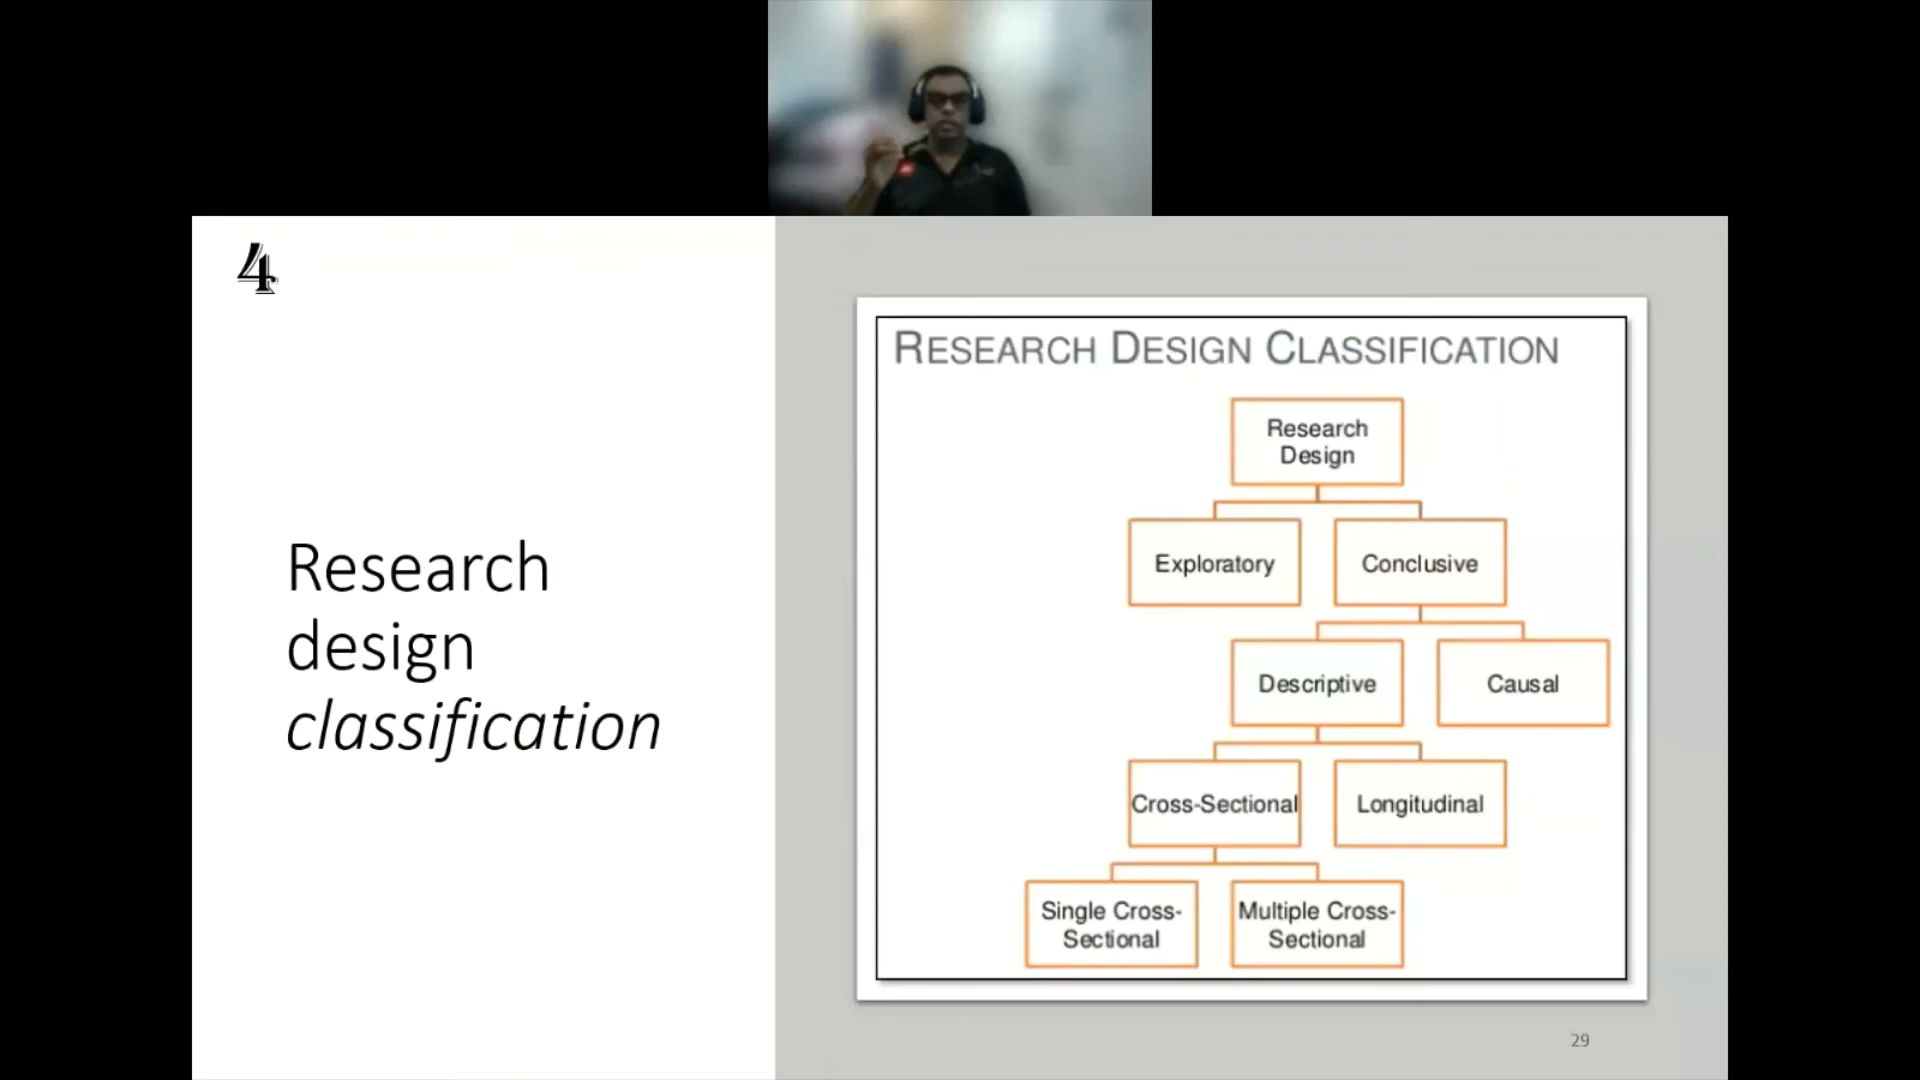 4
Research
design
classification
RESEARCH DESIGN CLASSIFICATION
Research
Design
Exploratory
Conclusive
Descriptive
Causal
Cross-Sectional
Longitudinal
Single Cross-
Sectional
Multiple Cross-
Sectional
29